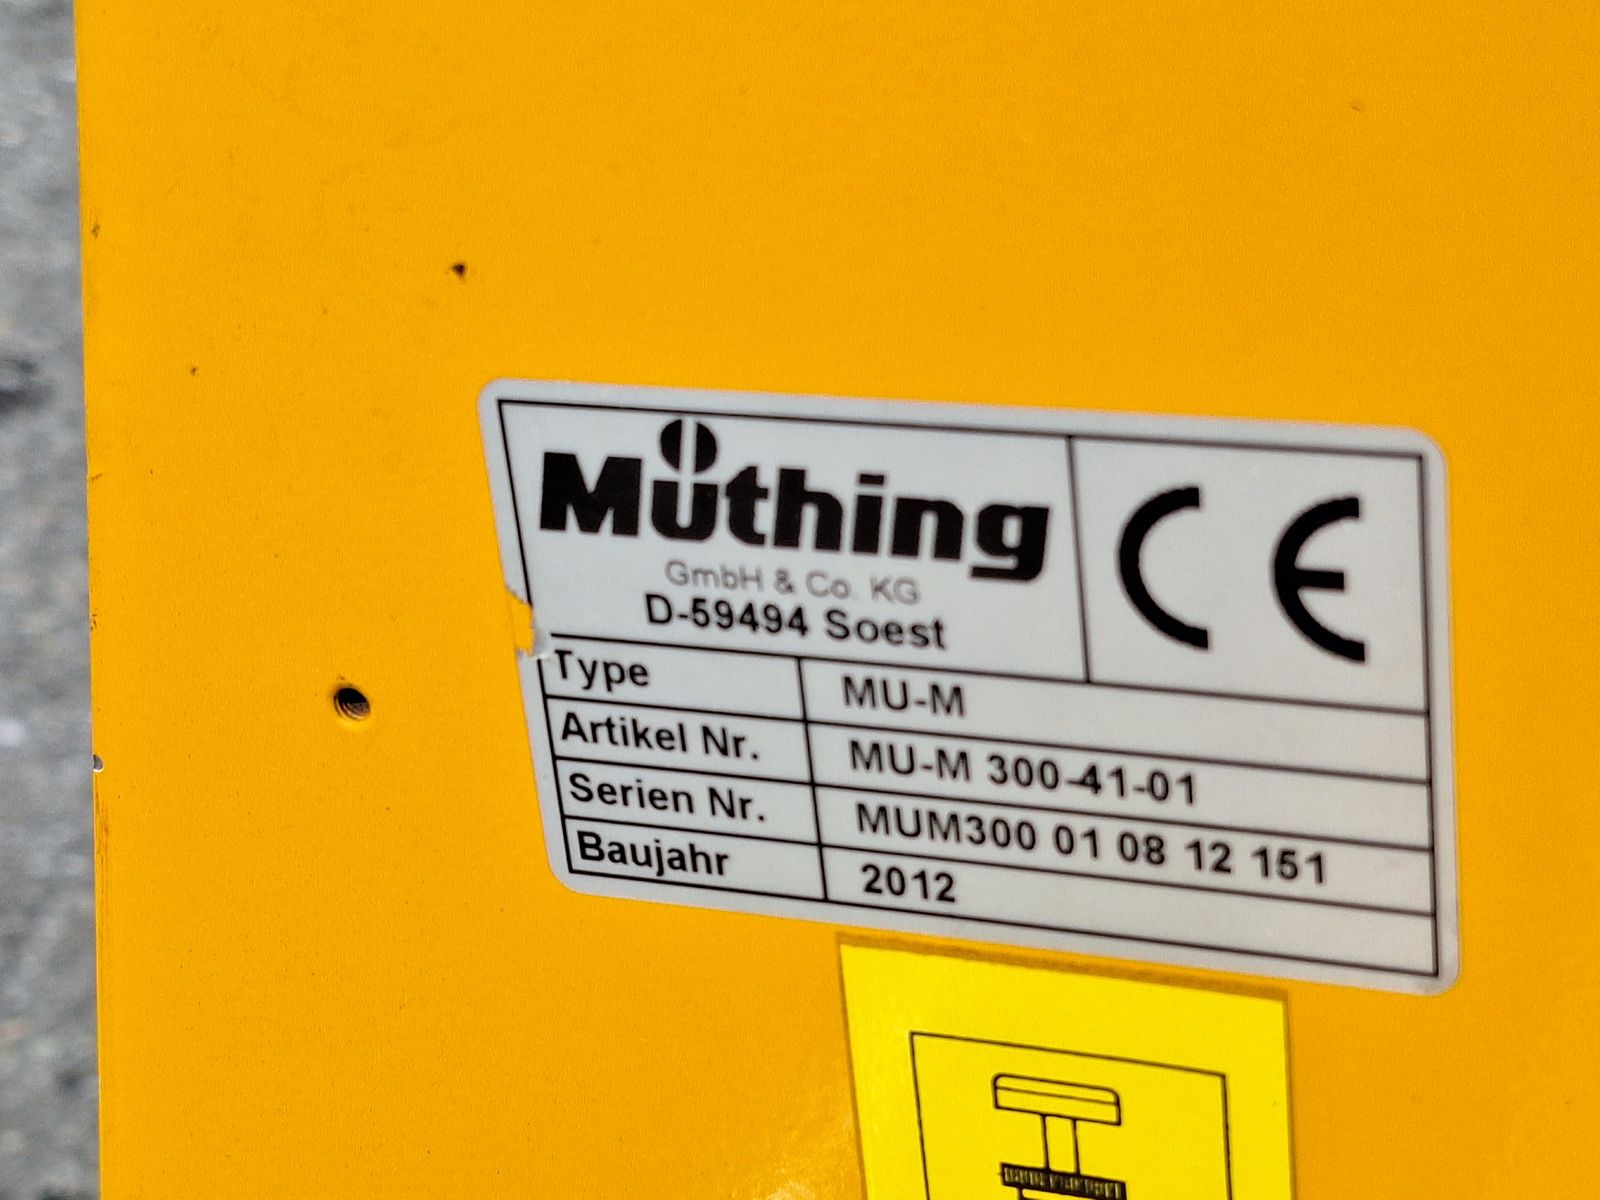 Müthing
GmbH & Co. KG
D-59494 Soest
CE
Type MU-M
Artikel Nr. MU-M 300-41-01
Serien Nr. MUM300 01 08 12 151
Baujahr 2012